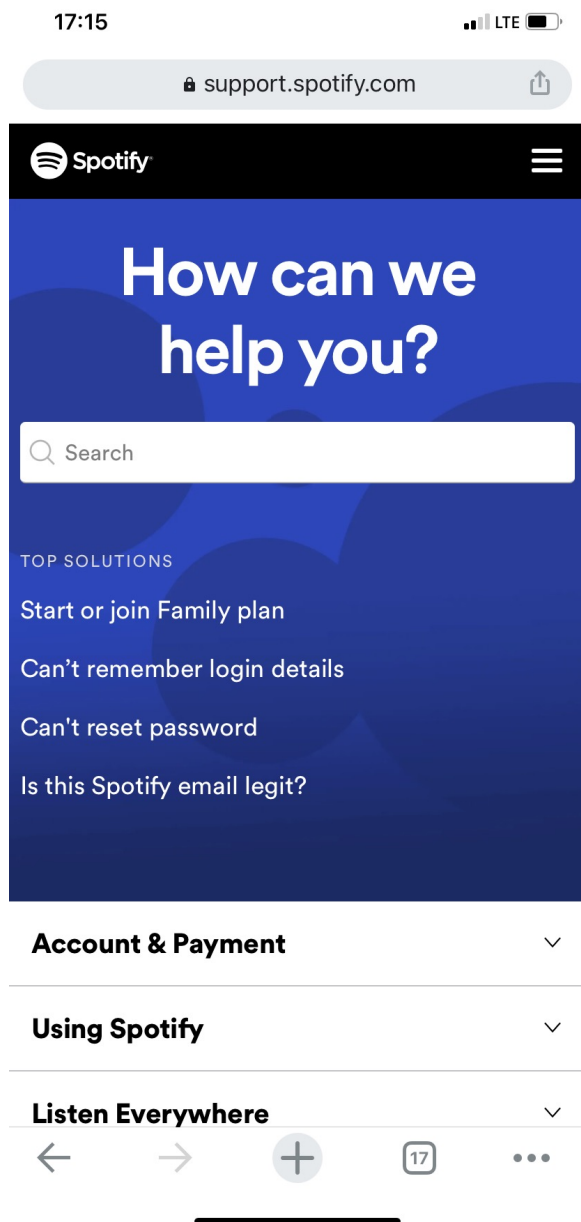 17:15
LTE
support.spotify.com
Spotify
How can we
help you?
Search
TOP SOLUTIONS
Start or join Family plan
Can’t remember login details
Can't reset password
Is this Spotify email legit?
Account & Payment
Using Spotify
Listen Everywhere
17